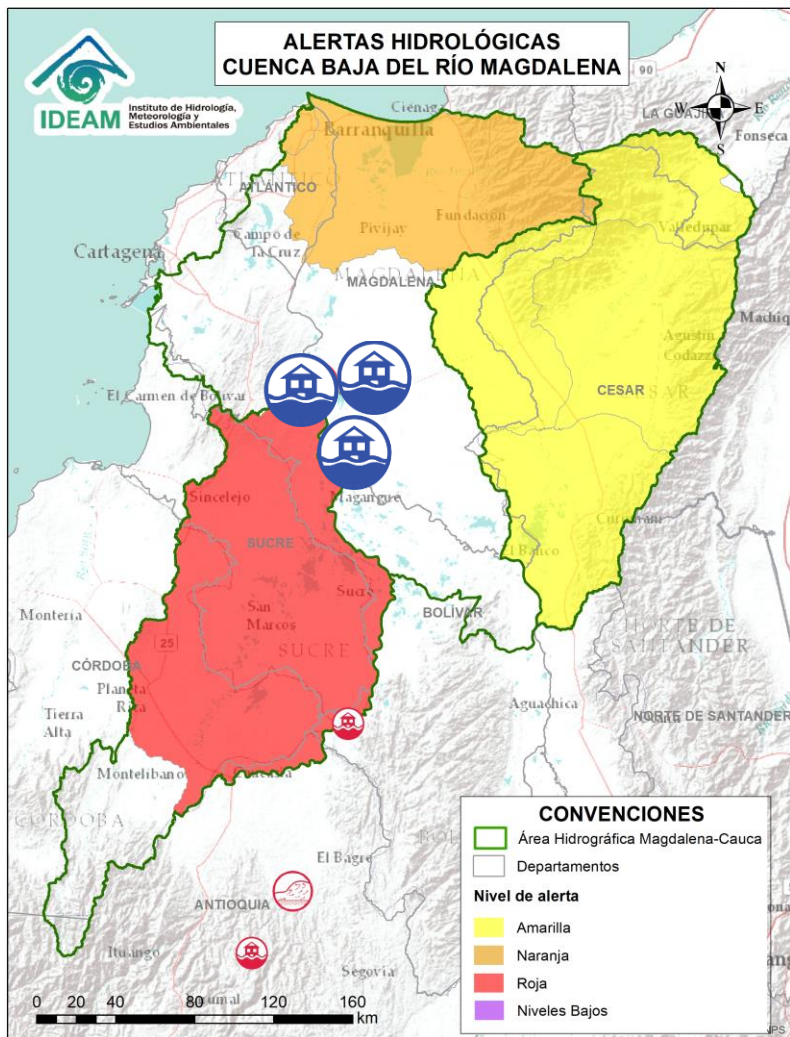 ALERTAS HIDROLÓGICAS
CUENCA BAJA DEL RÍO MAGDALENA
IDEAM
Instituto de Hidrología,
Meteorología y
Estudios Ambientales
N
W
E
S
90
LA GUAJIRA
Fonseca
Ciénaga
Barranquilla
ATLÁNTICO
ATLANTICO
Valledupar
Pivijay
Fundación
Campo de
la Cruz
Cartagena
MAGDALENA
MAGDALENA
Machiq
Agustín
Codazzi
CESAR
El Carmen de Bolívar
Sincelejo
Magangué
SUCRE
Curumaní
El Banco
Sucre
BOLÍVAR
San
Marcos
SUCRE
Montería
NORTE DE
SANTANDER
CÓRDOBA
25
Planeta
Rica
Tierra
Alta
Aguachica
NORTE DE SANTANDER
Montelíbano
CÓRDOBA
El Bagre
ANTIOQUIA
Ituango
Segovia
CONVENCIONES
Área Hidrográfica Magdalena-Cauca
Departamentos
Nivel de alerta
Amarilla
Naranja
Roja
Niveles Bajos
0 20 40 80 120 160
km